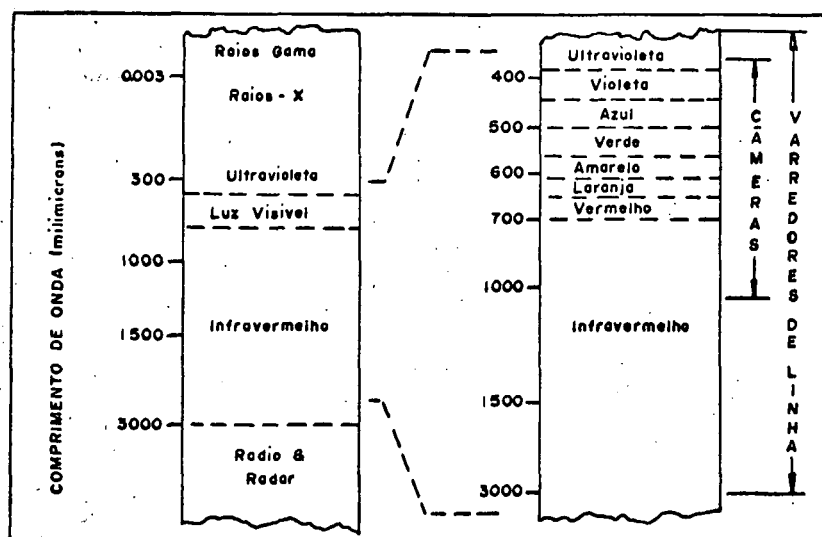 COMPRIMENTO DE ONDA (milimicrons)
Raios Gama
0.003
Raios - X
300
Ultravioleta
Luz Visivel
1000
Infravermelho
1500
3000
Radio &
Radar
Ultravioleta
400
Violeta
Azul
500
Verde
600
Amarelo
Laranja
Vermelho
700
1000
Infravermelho
1500
3000
CÂMERAS
VARREDORES DE LINHA